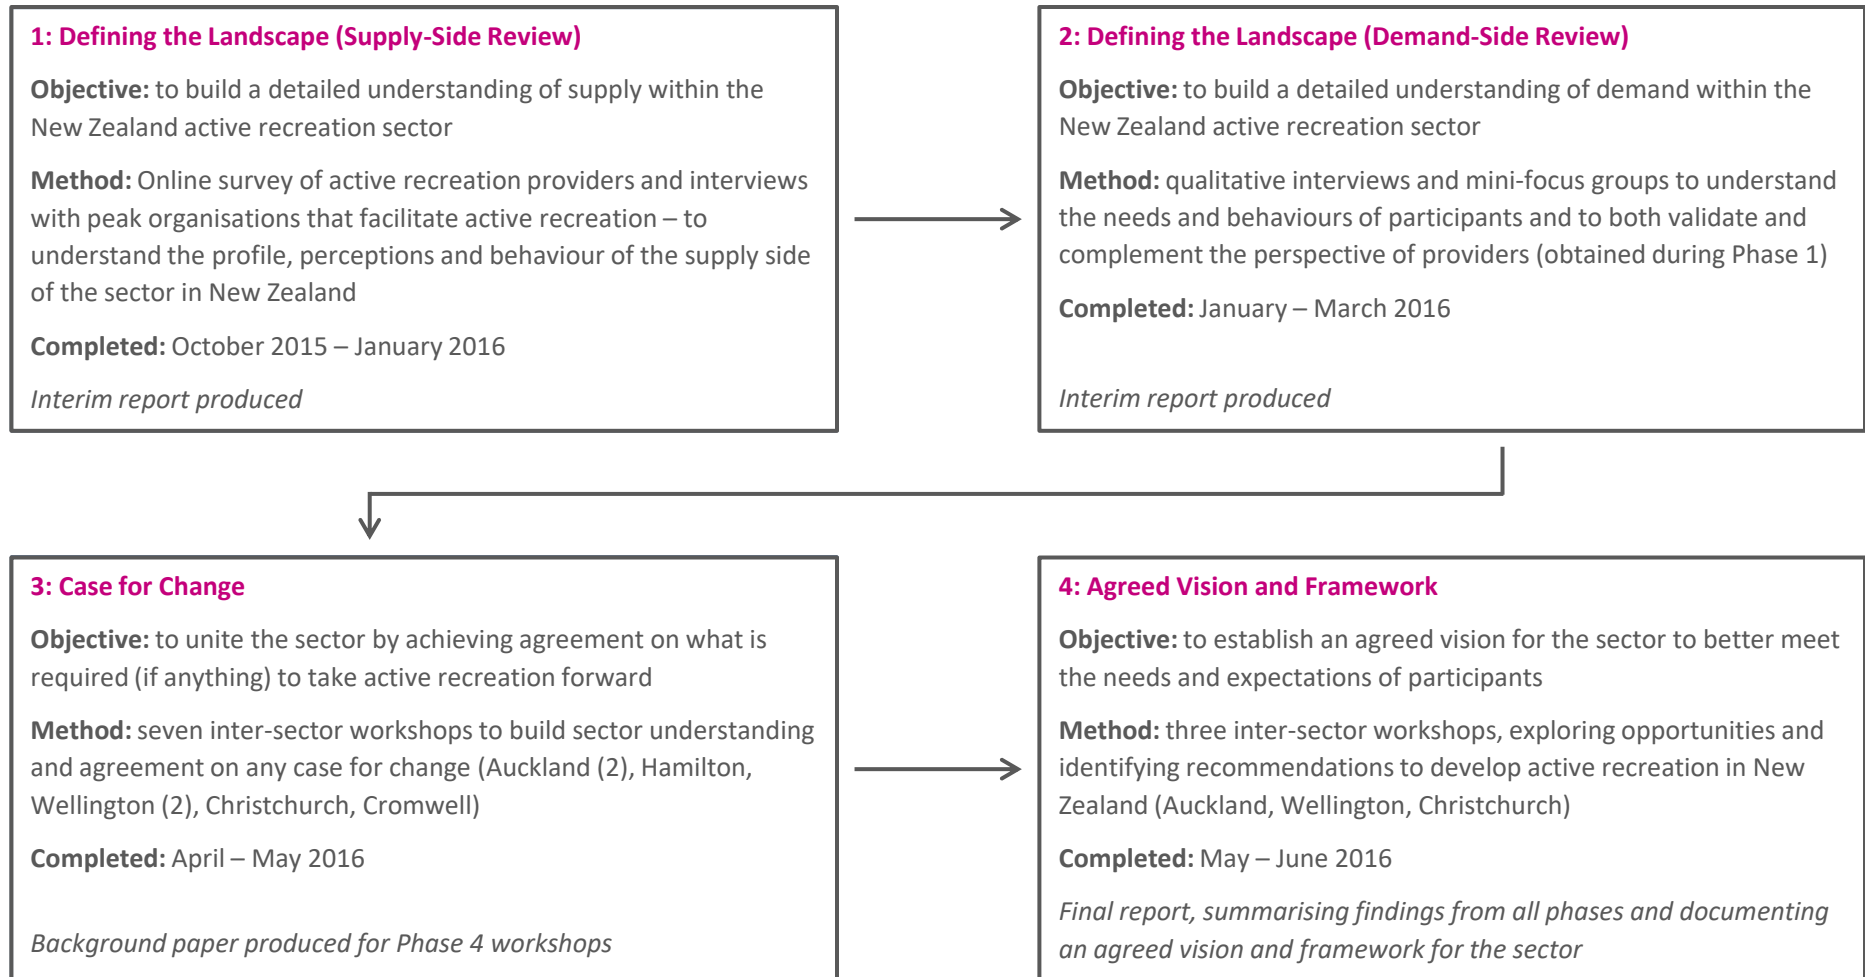 1: Defining the Landscape (Supply-Side Review)
Objective: to build a detailed understanding of supply within the
New Zealand active recreation sector
Method: Online survey of active recreation providers and interviews
with peak organisations that facilitate active recreation – to
understand the profile, perceptions and behaviour of the supply side
of the sector in New Zealand
Completed: October 2015 – January 2016
Interim report produced
2: Defining the Landscape (Demand-Side Review)
Objective: to build a detailed understanding of demand within the
New Zealand active recreation sector
Method: qualitative interviews and mini-focus groups to understand
the needs and behaviours of participants and to both validate and
complement the perspective of providers (obtained during Phase 1)
Completed: January – March 2016
Interim report produced
3: Case for Change
Objective: to unite the sector by achieving agreement on what is
required (if anything) to take active recreation forward
Method: seven inter-sector workshops to build sector understanding
and agreement on any case for change (Auckland (2), Hamilton,
Wellington (2), Christchurch, Cromwell)
Completed: April – May 2016
Background paper produced for Phase 4 workshops
4: Agreed Vision and Framework
Objective: to establish an agreed vision for the sector to better meet
the needs and expectations of participants
Method: three inter-sector workshops, exploring opportunities and
identifying recommendations to develop active recreation in New
Zealand (Auckland, Wellington, Christchurch)
Completed: May – June 2016
Final report, summarising findings from all phases and documenting
an agreed vision and framework for the sector